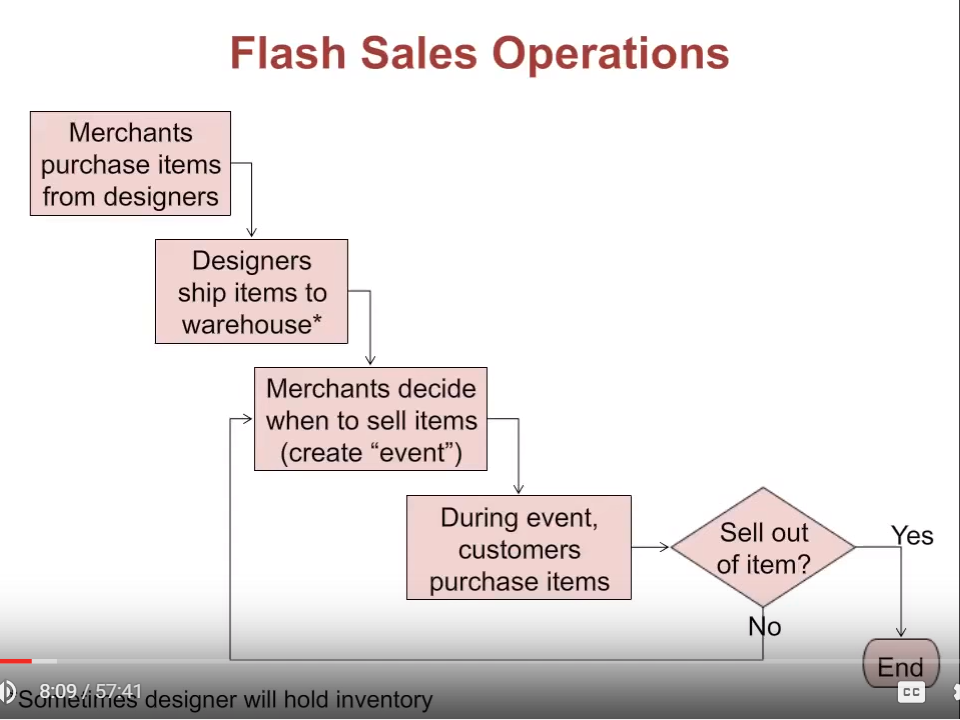 Flash Sales Operations
Merchants
purchase items
from designers
Designers
ship items to
warehouse*
Merchants decide
when to sell items
(create “event”)
During event,
customers
purchase items
Sell out
of item?
Yes
No
End
8:09 / 57:41
CC
*Sometimes designer will hold inventory